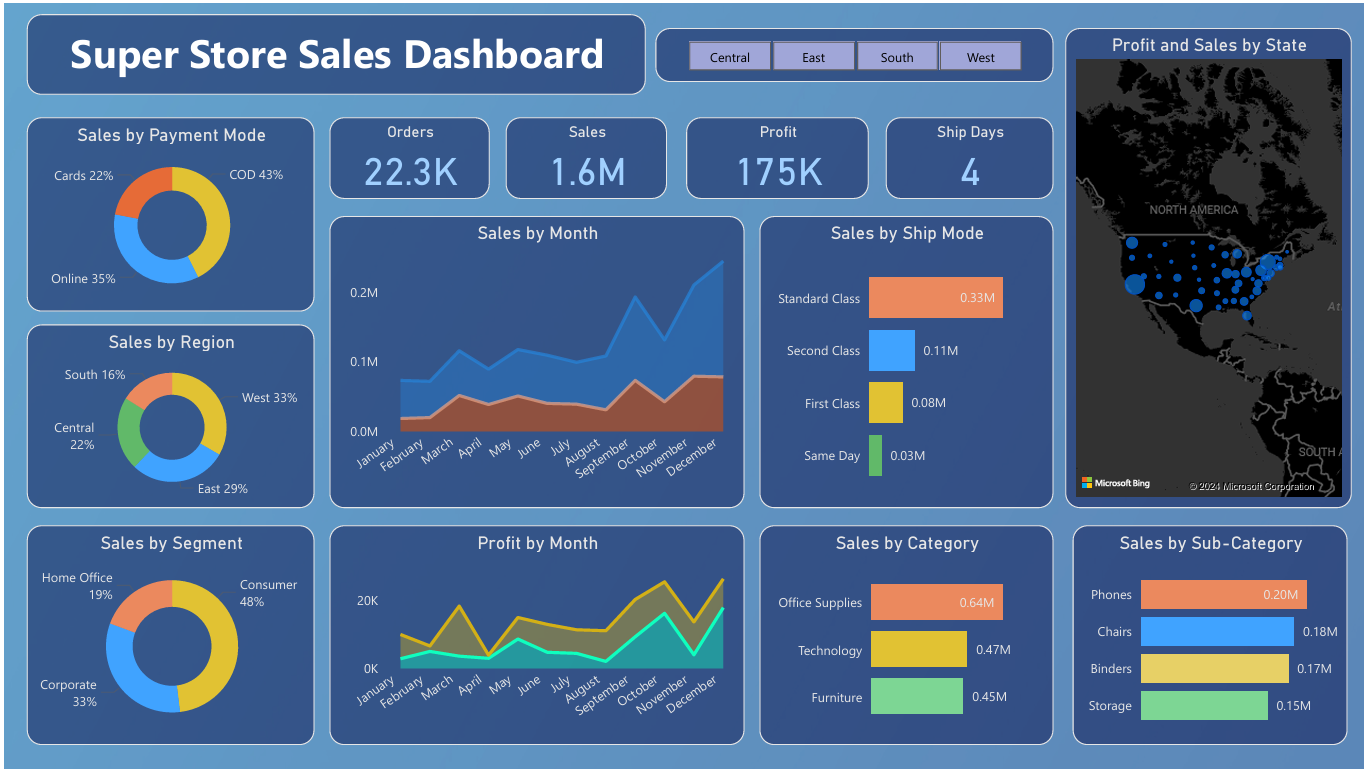 Super Store Sales Dashboard
Central
East
South
West
Profit and Sales by State
NORTH AMERICA
SOUTH A
At.
Microsoft Bing
© 2024 Microsoft Corporation
Sales by Payment Mode
Cards 22%
COD 43%
Online 35%
Orders
22.3K
Sales
1.6M
Profit
175K
Ship Days
4
Sales by Region
South 16%
West 33%
Central
22%
East 29%
Sales by Month
0.2M
0.1M
0.0M
January
February
March
April
May
June
July
August
September
October
November
December
Sales by Ship Mode
Standard Class
0.33M
Second Class
0.11M
First Class
0.08M
Same Day
0.03M
Sales by Segment
Home Office
19%
Consumer
48%
Corporate
33%
Profit by Month
20K
0K
January
February
March
April
May
June
July
August
September
October
November
December
Sales by Category
Office Supplies
0.64M
Technology
0.47M
Furniture
0.45M
Sales by Sub-Category
Phones
0.20M
Chairs
0.18M
Binders
0.17M
Storage
0.15M